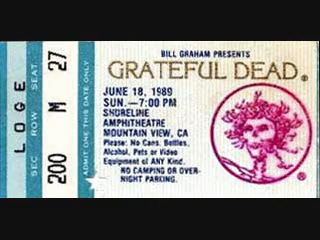 BILL GRAHAM PRESENTS
GRATEFUL DEAD®
JUNE 18, 1989
SUN.—7:00 PM
SHORELINE
AMPHITHEATRE
MOUNTAIN VIEW, CA
Please: No Cans, Bottles,
Alcohol, Pets or Video
Equipment of ANY Kind.
NO CAMPING OR OVER-
NIGHT PARKING.
®
LOGE 200 M 27
SEC ROW SEAT
ADMIT ONE THIS DATE ONLY